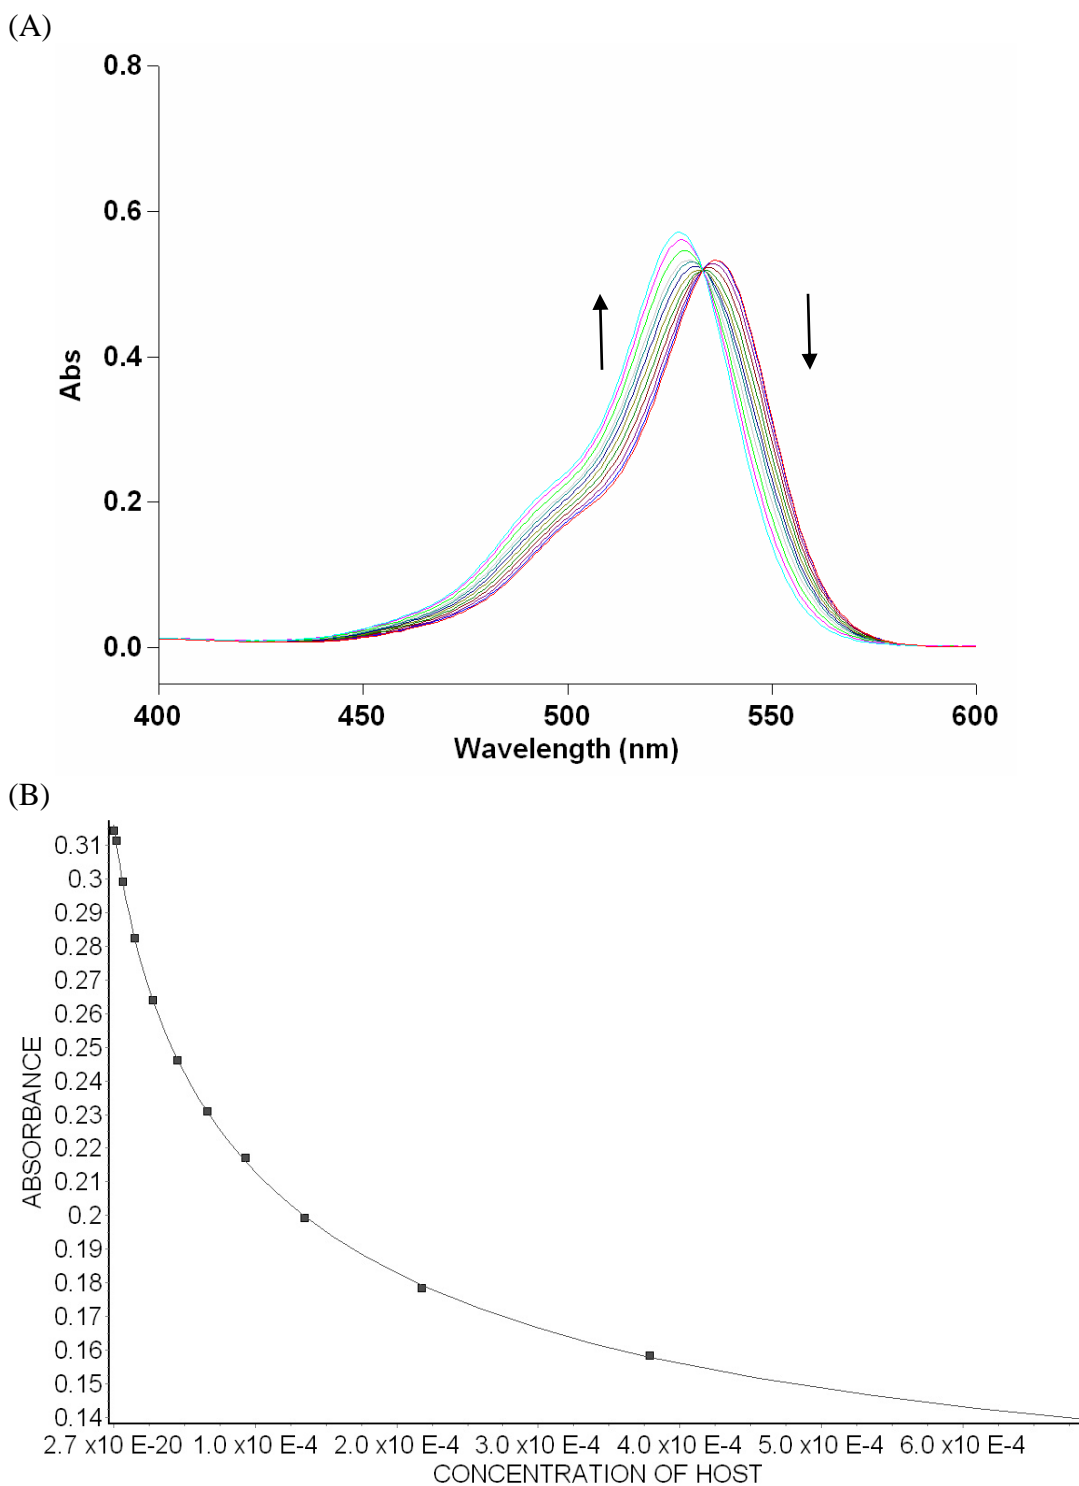 (A)
0.8
0.6
0.4
0.2
0.0
Abs
400 450 500 550 600
Wavelength (nm)
(B)
0.31
0.3
0.29
0.28
0.27
0.26
0.25
0.24
0.23
0.22
0.21
0.2
0.19
0.18
0.17
0.16
0.15
0.14
ABSORBANCE
2.7 x10 E-20 1.0 x10 E-4 2.0 x10 E-4 3.0 x10 E-4 4.0 x10 E-4 5.0 x10 E-4 6.0 x10 E-4
CONCENTRATION OF HOST